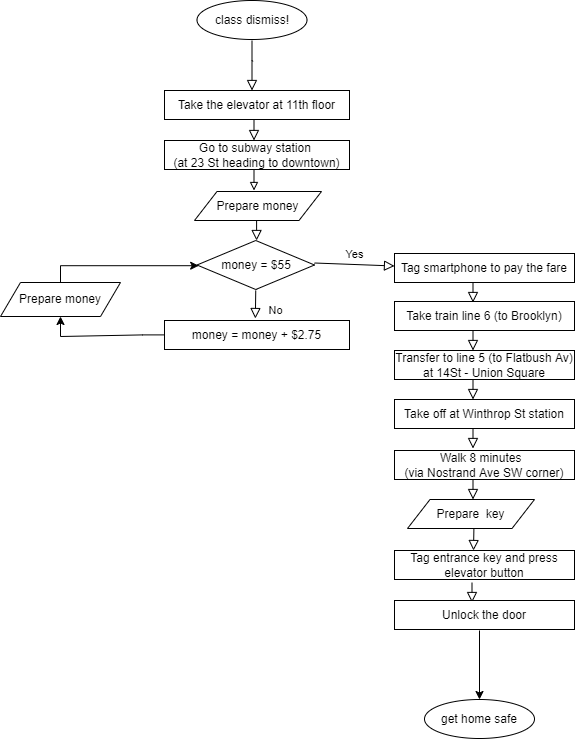 class dismiss!
Take the elevator at 11th floor
Go to subway station
(at 23 St heading to downtown)
Prepare money
money = $55
Yes
No
Prepare money
money = money + $2.75
Tag smartphone to pay the fare
Take train line 6 (to Brooklyn)
Transfer to line 5 (to Flatbush Av)
at 14St - Union Square
Take off at Winthrop St station
Walk 8 minutes
(via Nostrand Ave SW corner)
Prepare  key
Tag entrance key and press
elevator button
Unlock the door
get home safe